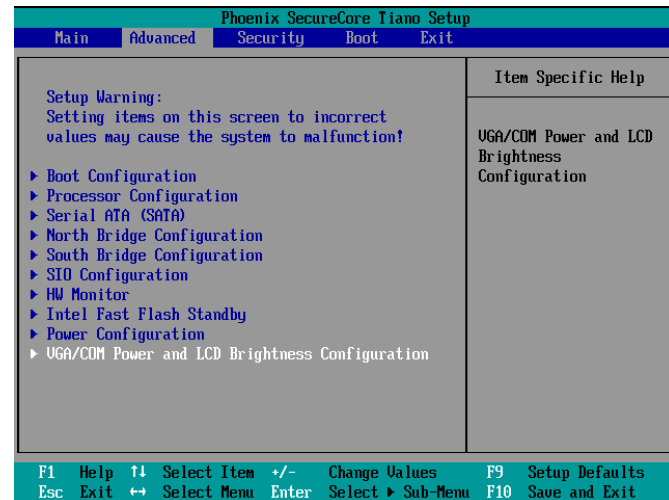 Phoenix SecureCore Tiano Setup
Main Advanced Security Boot Exit
Setup Warning:
Setting items on this screen to incorrect
values may cause the system to malfunction!
▶ Boot Configuration
▶ Processor Configuration
▶ Serial ATA (SATA)
▶ North Bridge Configuration
▶ South Bridge Configuration
▶ SIO Configuration
▶ HW Monitor
▶ Intel Fast Flash Standby
▶ Power Configuration
▶ VGA/COM Power and LCD Brightness Configuration
Item Specific Help
VGA/COM Power and LCD
Brightness
Configuration
F1 Help ↑↓ Select Item +/- Change Values F9 Setup Defaults
Esc Exit ↔ Select Menu Enter Select ▶ Sub-Menu F10 Save and Exit